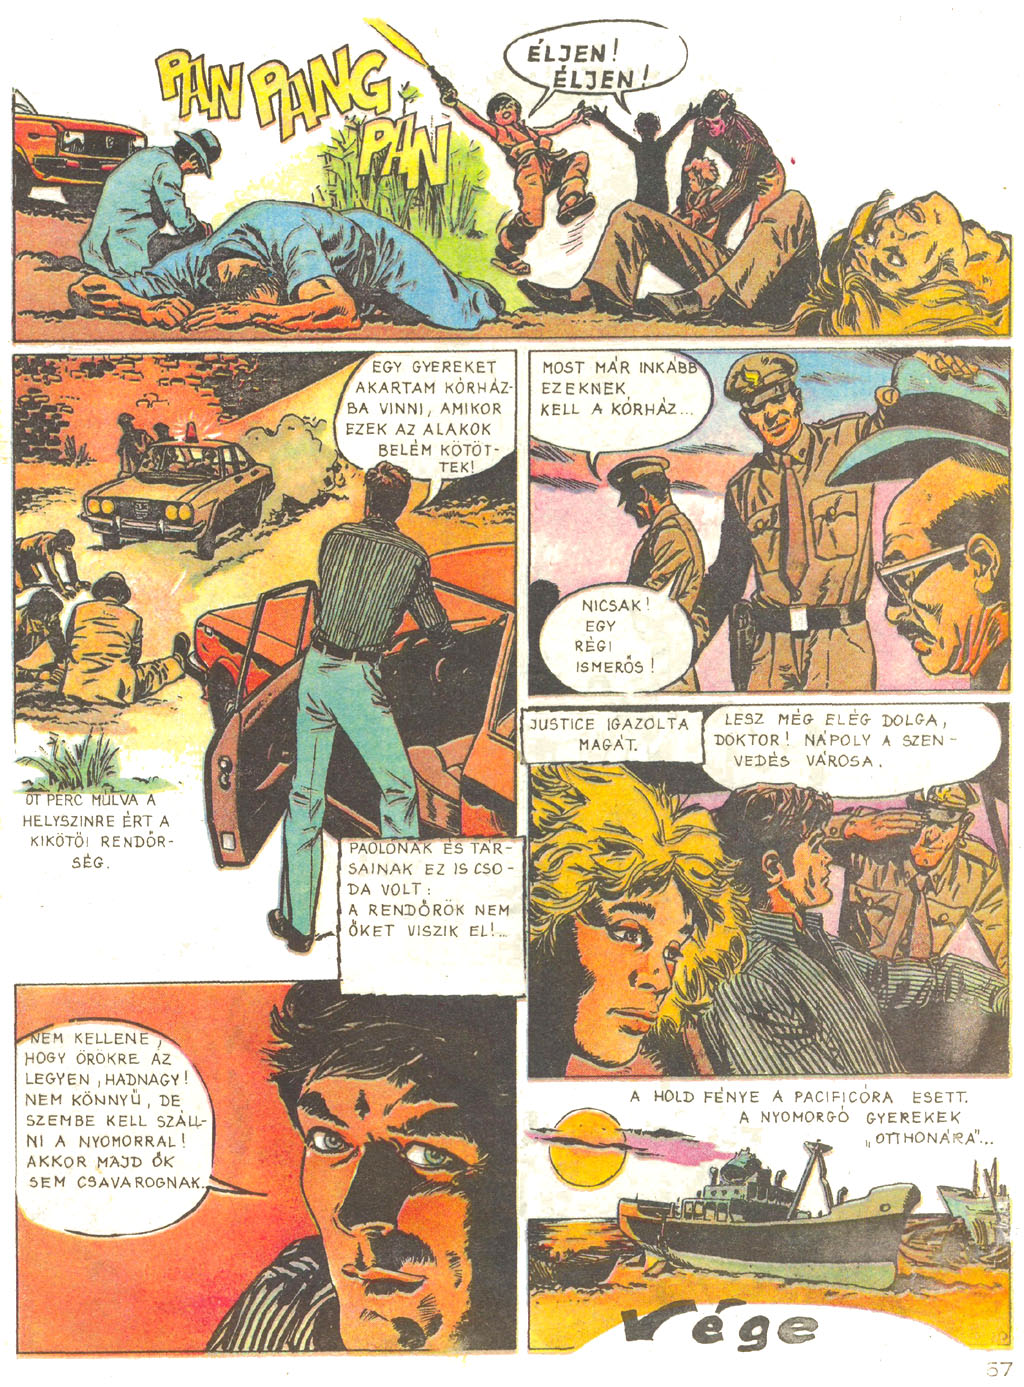 PAN PANG
PAN
ÉLJEN!
ÉLJEN!
EGY GYEREKET
AKARTAM KÓRHÁZ-
BA VINNI, AMIKOR
EZEK AZ ALAKOK
BELÉM KÖTÖT-
TEK!
ÖT PERC MÚLVA A
HELYSZINRE ÉRT A
KIKÖTŐI RENDŐR-
SÉG.
PAOLÓNAK ÉS TÁR-
SAINAK EZ IS CSO-
DA VOLT:
A RENDŐRÖK NEM
ŐKET VISZIK EL!...
MOST MÁR INKÁBB
EZEKNEK,
KELL A KÓRHÁZ...
NICSAK!
EGY
RÉGI
ISMERŐS!
JUSTICE IGAZOLTA
MAGÁT.
LESZ MÉG ELÉG DOLGA,
DOKTOR! NÁPOLY A SZEN-
VEDÉS VÁROSA.
NEM KELLENE,
HOGY ÖRÖKRE AZ
LEGYEN, HADNAGY!
NEM KÖNNYŰ, DE
SZEMBE KELL SZÁLL-
NI A NYOMORRAL!
AKKOR MAJD ŐK
SEM CSAVAROGNAK.
A HOLD FÉNYE A PACIFICÓRA ESETT.
A NYOMORGÓ GYEREKEK
„OTTHONÁRA"...
Vége
57